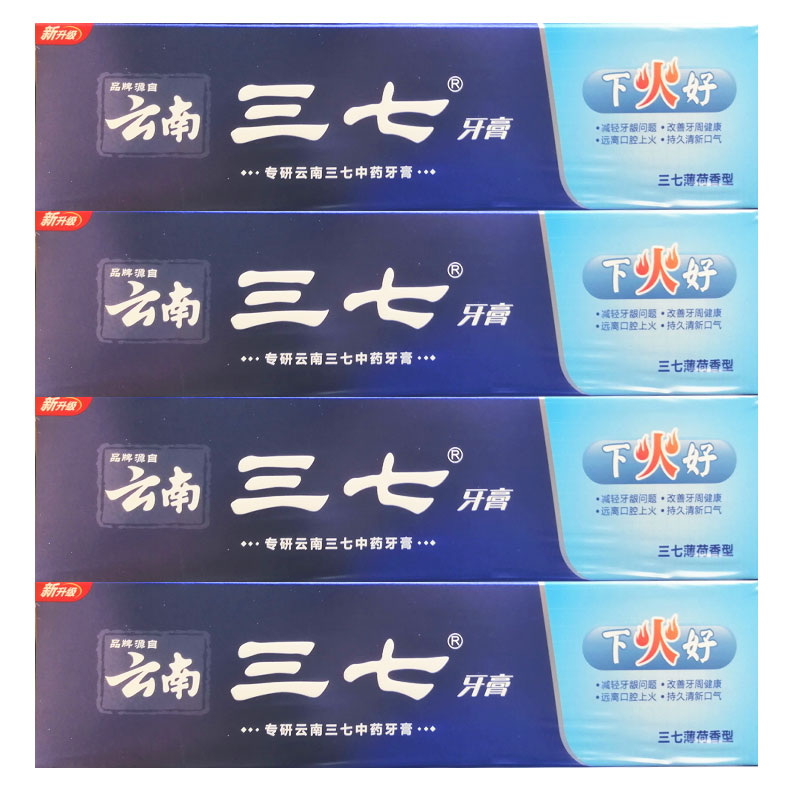 新升级
品牌源自
云南
三七®
牙膏
专研云南三七中药牙膏
下火好
·减轻牙龈问题 ·改善牙周健康
·远离口腔上火 ·持久清新口气
三七薄荷香型
新升级
品牌源自
云南
三七®
牙膏
专研云南三七中药牙膏
下火好
·减轻牙龈问题 ·改善牙周健康
·远离口腔上火 ·持久清新口气
三七薄荷香型
新升级
品牌源自
云南
三七®
牙膏
专研云南三七中药牙膏
下火好
·减轻牙龈问题 ·改善牙周健康
·远离口腔上火 ·持久清新口气
三七薄荷香型
新升级
品牌源自
云南
三七®
牙膏
专研云南三七中药牙膏
下火好
·减轻牙龈问题 ·改善牙周健康
·远离口腔上火 ·持久清新口气
三七薄荷香型